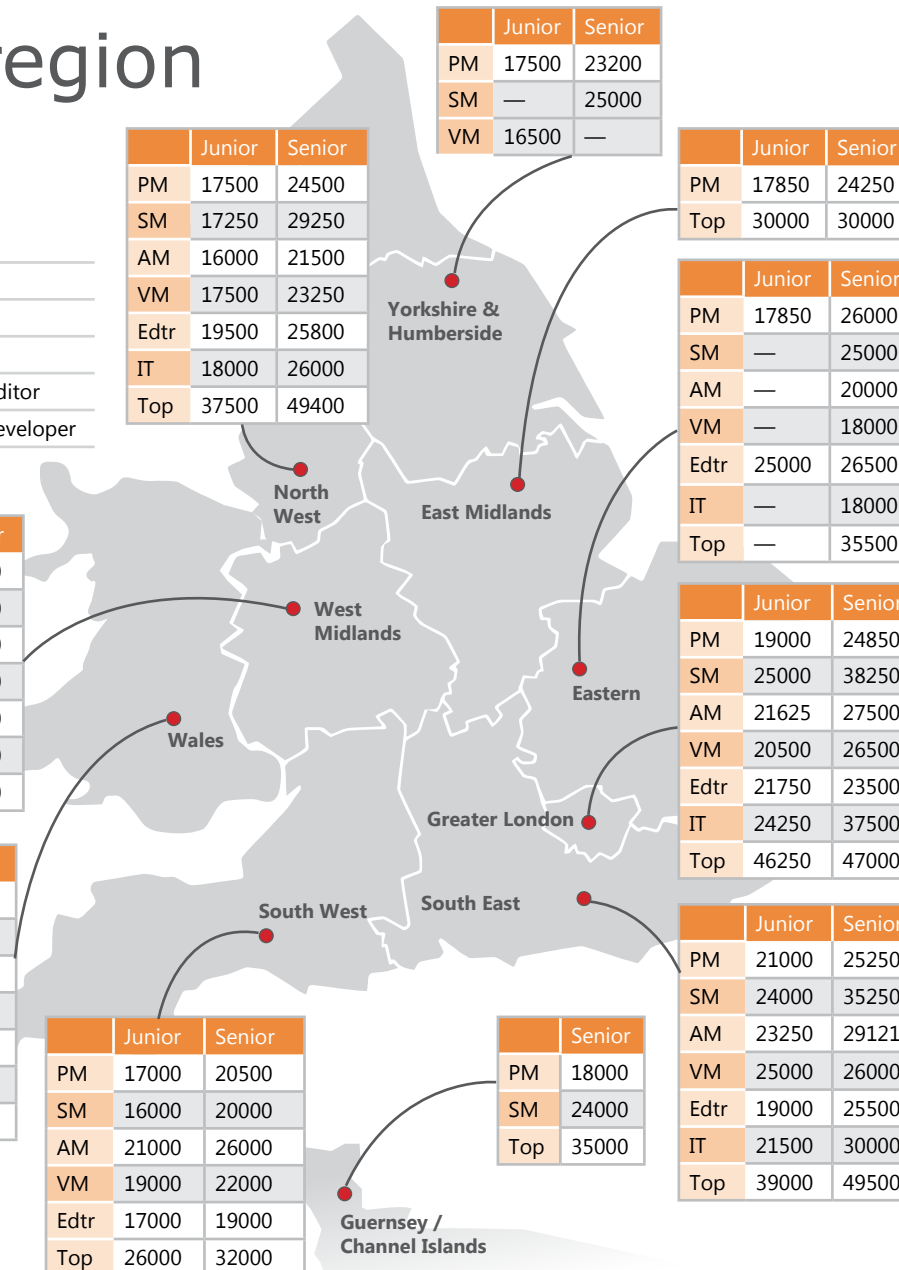 region
Junior Senior
PM 17500 23200
SM — 25000
VM 16500 —
Junior Senior
PM 17500 24500
SM 17250 29250
AM 16000 21500
VM 17500 23250
Edtr 19500 25800
IT 18000 26000
Top 37500 49400
Junior Senior
PM 17850 24250
Top 30000 30000
Junior Senior
PM 17850 26000
SM — 25000
AM — 20000
VM — 18000
Edtr 25000 26500
IT — 18000
Top — 35500
Yorkshire &
Humberside
North
West
East Midlands
West
Midlands
Eastern
Wales
Greater London
South West
South East
Junior Senior
PM 19000 24850
SM 25000 38250
AM 21625 27500
VM 20500 26500
Edtr 21750 23500
IT 24250 37500
Top 46250 47000
Junior Senior
PM 21000 25250
SM 24000 35250
AM 23250 29121
VM 25000 26000
Edtr 19000 25500
IT 21500 30000
Top 39000 49500
Junior Senior
PM 17000 20500
SM 16000 20000
AM 21000 26000
VM 19000 22000
Edtr 17000 19000
Top 26000 32000
Senior
PM 18000
SM 24000
Top 35000
Guernsey /
Channel Islands